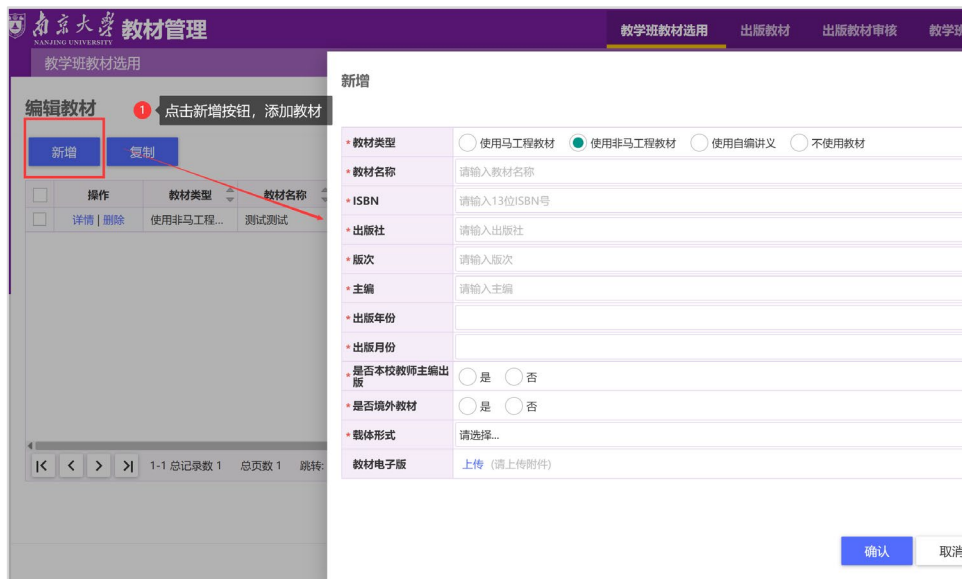 南京大学 教材管理
NANJING UNIVERSITY
教学班教材选用 出版教材 出版教材审核 教学班
教学班教材选用
编辑教材
1 点击新增按钮，添加教材
新增 复制
操作 教材类型 教材名称
详情 | 删除 使用非马工程... 测试测试
1-1 总记录数 1 总页数 1 跳转:
新增
*教材类型 使用马工程教材 使用非马工程教材 使用自编讲义 不使用教材
*教材名称 请输入教材名称
*ISBN 请输入13位ISBN号
*出版社 请输入出版社
*版次 请输入版次
*主编 请输入主编
*出版年份
*出版月份
*是否本校教师主编出版 是 否
*是否境外教材 是 否
*载体形式 请选择...
教材电子版 上传 (请上传附件)
确认 取消